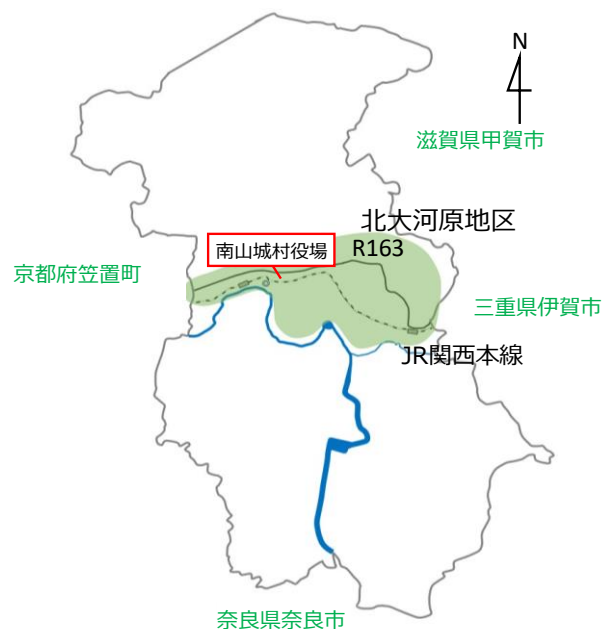 N
滋賀県甲賀市
北大河原地区
南山城村役場
R163
京都府笠置町
三重県伊賀市
JR関西本線
奈良県奈良市